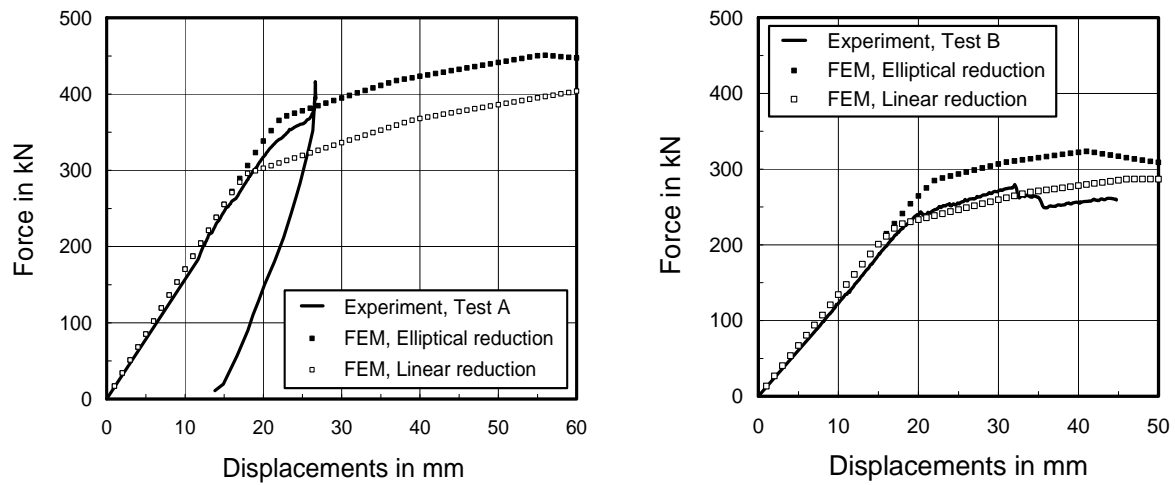 500
400
300
200
100
0
Force in kN
0 10 20 30 40 50 60
Displacements in mm
Experiment, Test A
FEM, Elliptical reduction
FEM, Linear reduction
500
400
300
200
100
0
Force in kN
0 10 20 30 40 50
Displacements in mm
Experiment, Test B
FEM, Elliptical reduction
FEM, Linear reduction